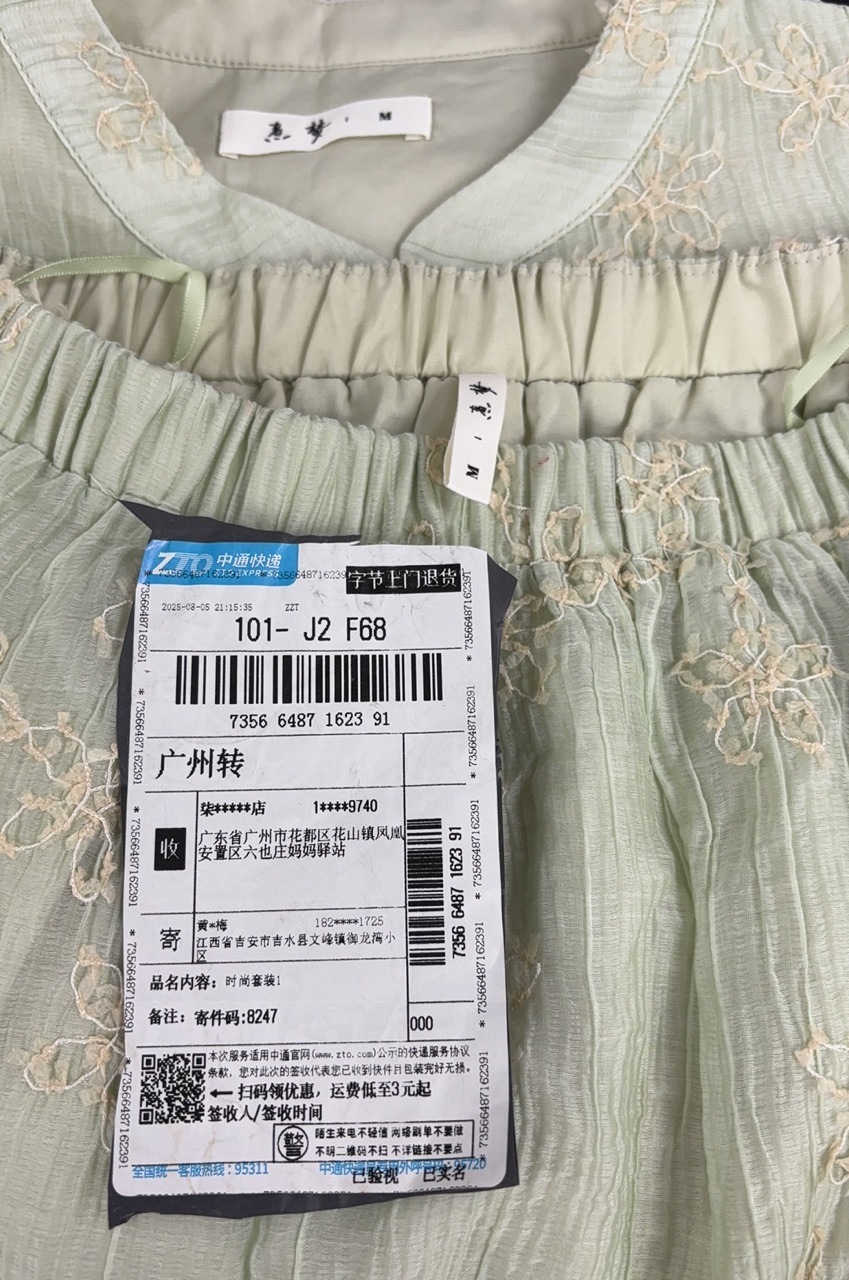 M
M
ZTO 中通快递
EXPRESS
字节上门退货
2025-08-05 21:15:35 ZZT
101- J2 F68
7356 6487 1623 91
广州转
收
柒*****店 1****9740
广东省广州市花都区花山镇凤凰
安置区六也庄妈妈驿站
寄
黄*梅 182****1725
江西省吉安市吉水县文峰镇御龙湾小
区
7356 6487 1623 91
品名内容：时尚套装1
备注：寄件码:8247
000
本次服务适用中通官网(www.zto.com)公示的快递服务协议
条款，您对此次的签收代表您已收到快件且包装完好无损。
←扫码领优惠，运费低至3元起
签收人/签收时间
警
陌生来电不轻信 网络刷单不要做
不明二维码不扫 不详链接不要点
全国统一客服热线：95311
已验视 已实名
* 73566487162391
* 73566487162391
* 73566487162391
* 73566487162391
* 73566487162391
* 73566487162391